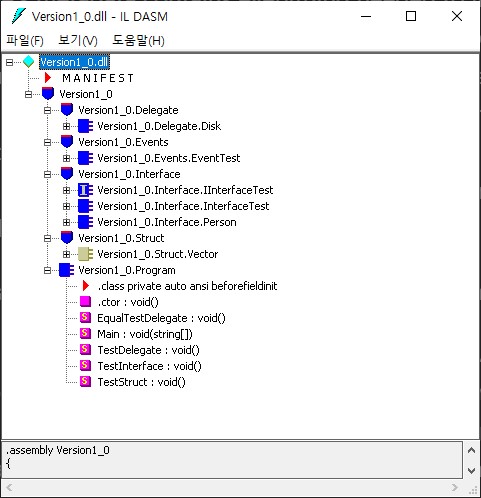 Version1_0.dll - IL DASM
파일(F) 보기(V) 도움말(H)
Version1_0.dll
M A N I F E S T
Version1_0
Version1_0.Delegate
Version1_0.Delegate.Disk
Version1_0.Events
Version1_0.Events.EventTest
Version1_0.Interface
Version1_0.Interface.IInterfaceTest
Version1_0.Interface.InterfaceTest
Version1_0.Interface.Person
Version1_0.Struct
Version1_0.Struct.Vector
Version1_0.Program
.class private auto ansi beforefieldinit
.ctor : void()
EqualTestDelegate : void()
Main : void(string[])
TestDelegate : void()
TestInterface : void()
TestStruct : void()
.assembly Version1_0
{